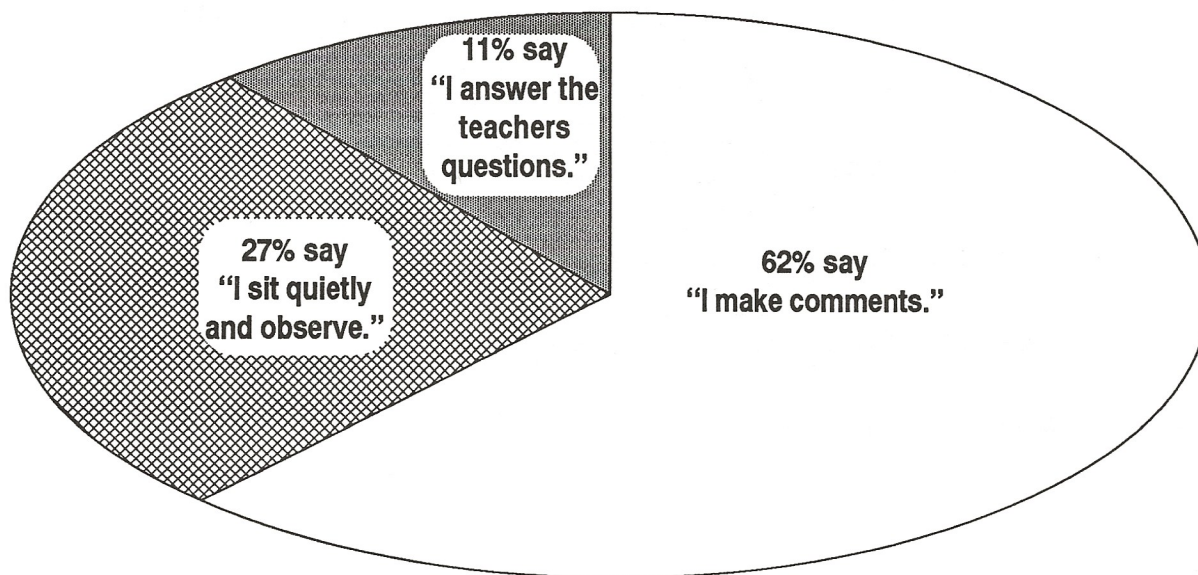 11% say
“I answer the
teachers
questions.”
27% say
“I sit quietly
and observe.”
62% say
“I make comments.”